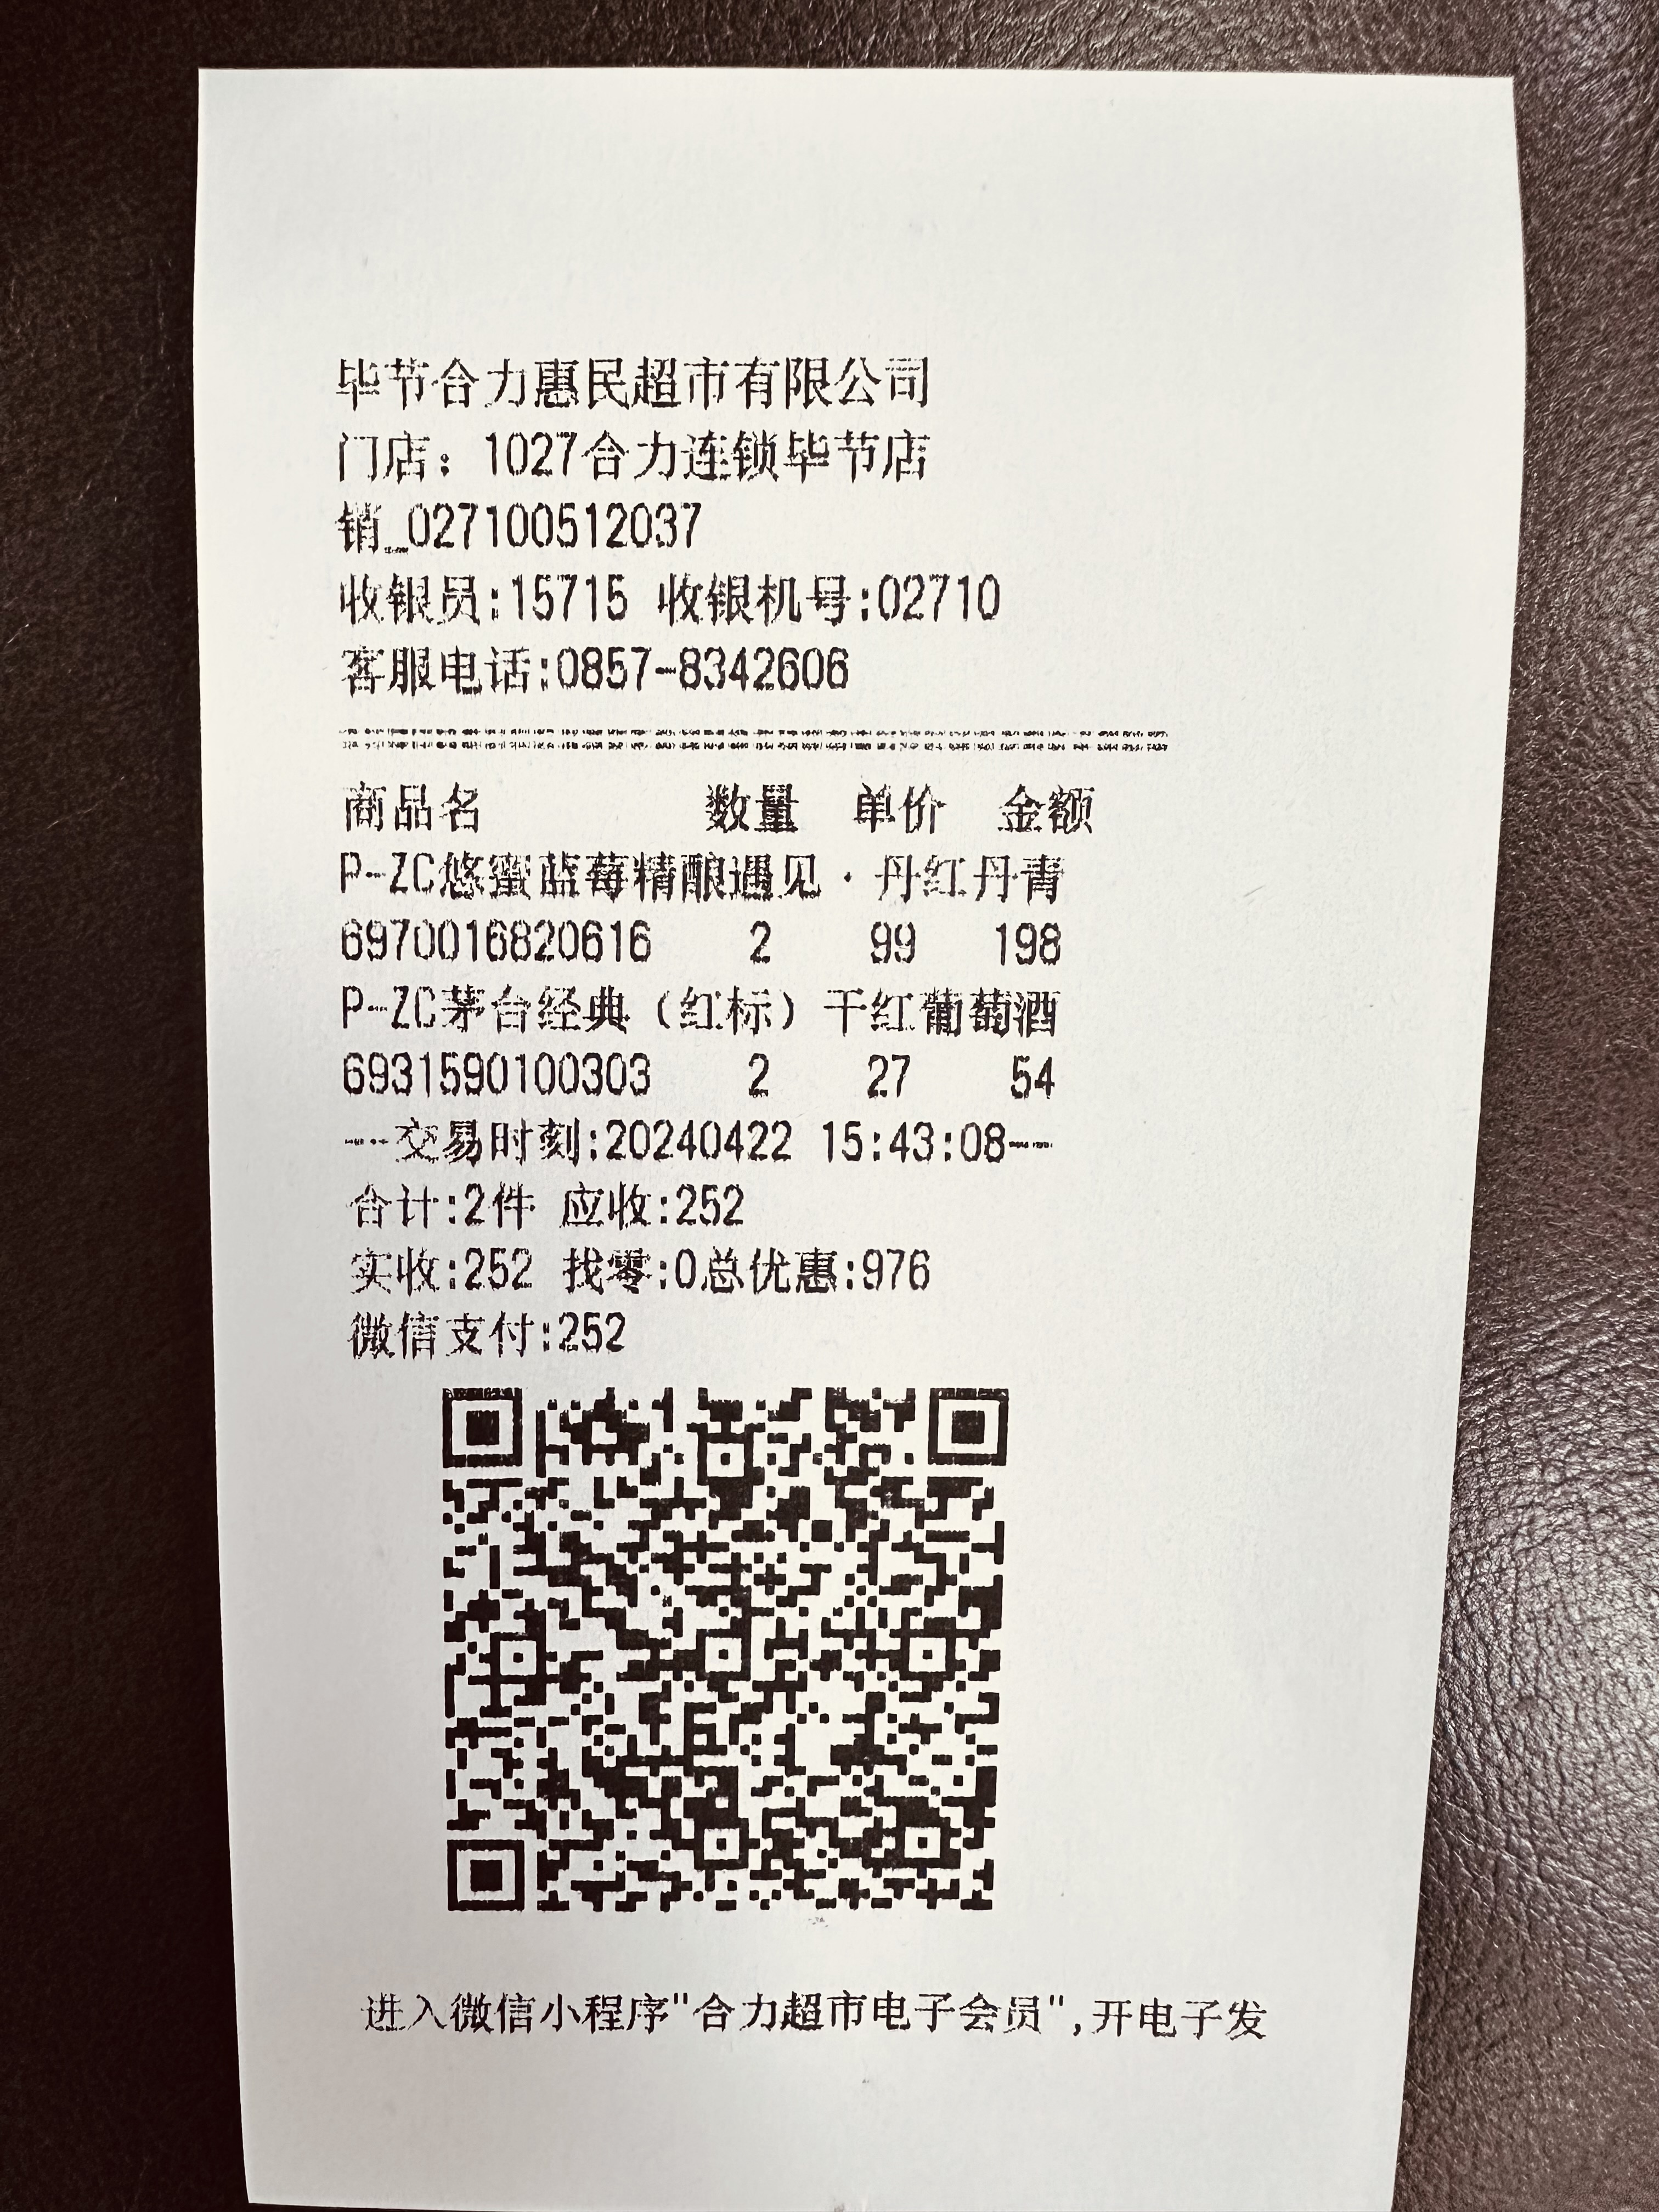 毕节合力惠民超市有限公司
门店：1027合力连锁毕节店
销_027100512037
收银员:15715 收银机号:02710
客服电话:0857-8342606
商品名 数量 单价 金额
P-ZC悠蜜蓝莓精酿遇见·丹红丹青
6970016820616 2 99 198
P-ZC茅台经典（红标）干红葡萄酒
6931590100303 2 27 54
---交易时刻:20240422 15:43:08---
合计:2件 应收:252
实收:252 找零:0总优惠:976
微信支付:252
进入微信小程序"合力超市电子会员",开电子发